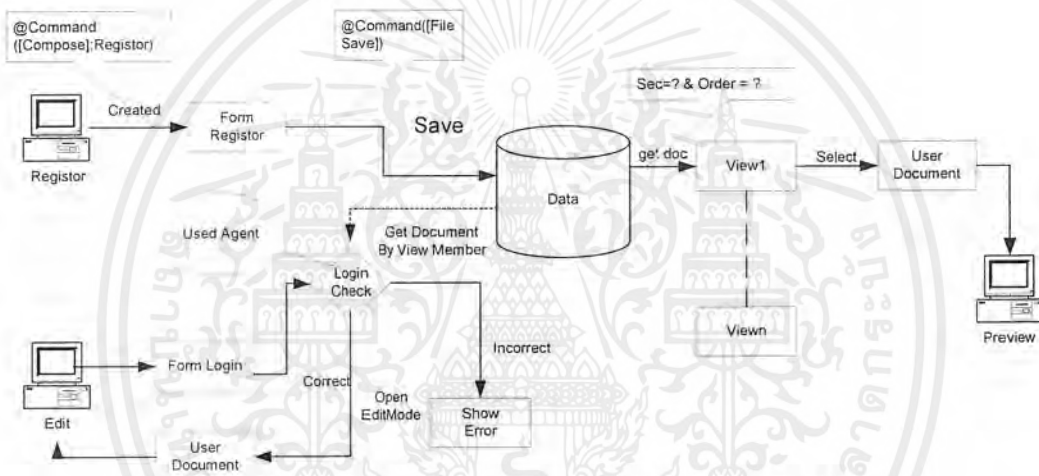 @Command
([Compose];Registor)
@Command([File
Save])
Sec=? & Order = ?
Created
Form
Registor
Save
Registor
Data
get doc
View1
Select
User
Document
Used Agent
Get Document
By View Member
Login
Check
Viewn
Preview
Form Login
Incorrect
Correct
Edit
Open
EditMode
Show
Error
User
Document